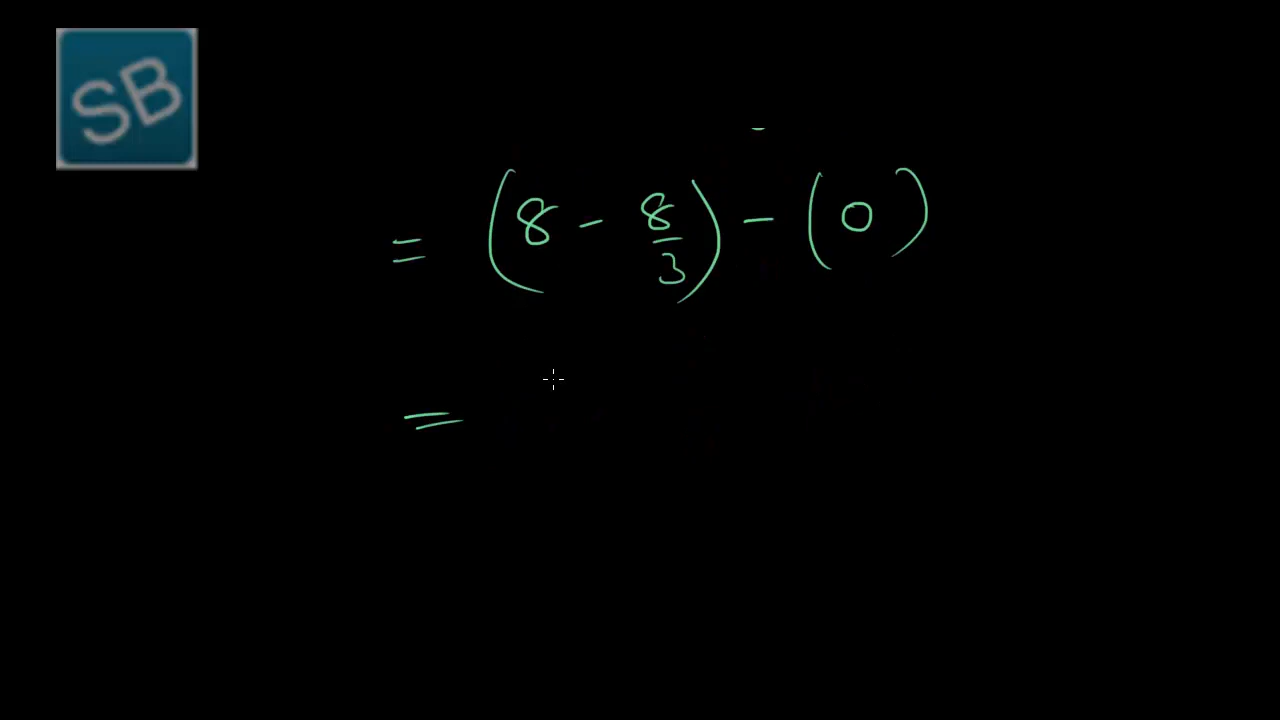 SB
= (8 - 8/3) - (0)
=